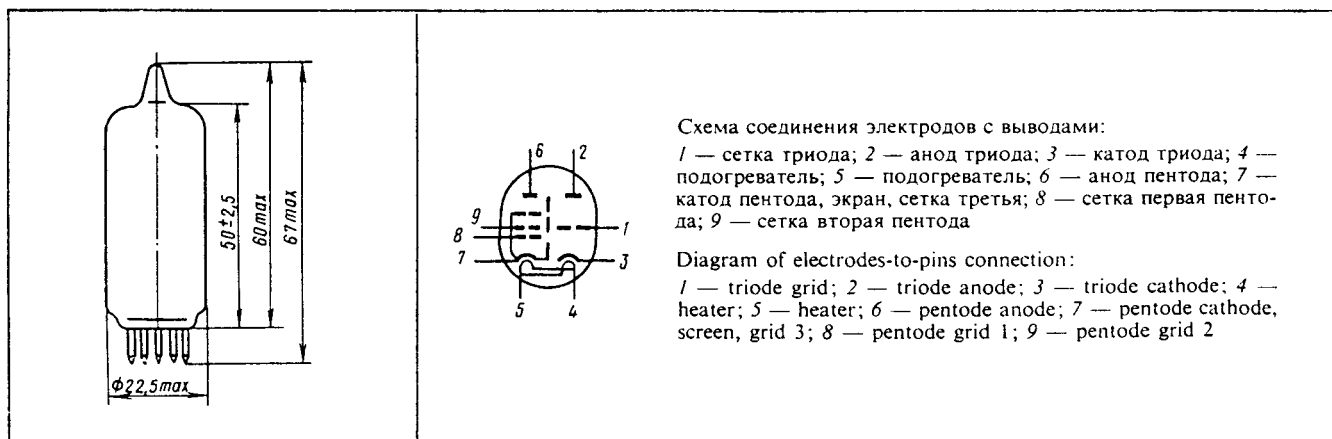 50±2,5
60max
67max
Ф22,5max
6 2
9
8
1
7
3
5 4
Схема соединения электродов с выводами:
1 — сетка триода; 2 — анод триода; 3 — катод триода; 4 —
подогреватель; 5 — подогреватель; 6 — анод пентода; 7 —
катод пентода, экран, сетка третья; 8 — сетка первая пенто-
да; 9 — сетка вторая пентода
Diagram of electrodes-to-pins connection:
1 — triode grid; 2 — triode anode; 3 — triode cathode; 4 —
heater; 5 — heater; 6 — pentode anode; 7 — pentode cathode,
screen, grid 3; 8 — pentode grid 1; 9 — pentode grid 2